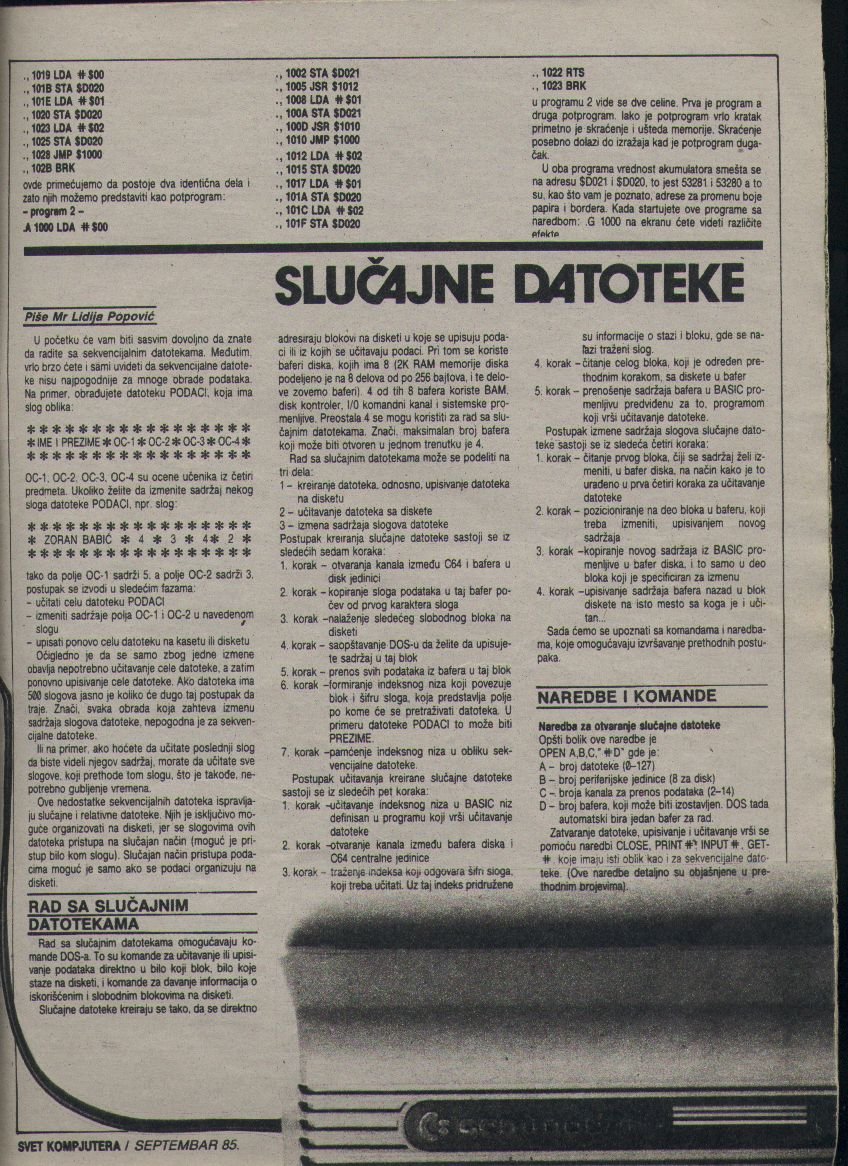 ., 1019 LDA # $00
., 101B STA $D020
., 101E LDA # $01
., 1020 STA $D020
., 1023 LDA # $02
., 1025 STA $D020
., 1028 JMP $1000
., 102B BRK
ovde primećujemo da postoje dva identična dela i
zato njih možemo predstaviti kao potprogram:
– program 2 –
.A 1000 LDA # $00
., 1002 STA $D021
., 1005 JSR $1012
., 1008 LDA # $01
., 100A STA $D021
., 100D JSR $1010
., 1010 JMP $1000
., 1012 LDA # $02
., 1015 STA $D020
., 1017 LDA # $01
., 101A STA $D020
., 101C LDA # $02
., 101F STA $D020
., 1022 RTS
., 1023 BRK
u programu 2 vide se dve celine. Prva je program a
druga potprogram. Iako je potprogram vrlo kratak
primetno je skraćenje i ušteda memorije. Skraćenje
posebno dolazi do izražaja kad je potprogram duga-
čak.
U oba programa vrednost akumulatora smešta se
na adresu $D021 i $D020, to jest 53281 i 53280 a to
su, kao što vam je poznato, adrese za promenu boje
papira i bordera. Kada startujete ove programe sa
naredbom: .G 1000 na ekranu ćete videti različite
efekte
SLUČAJNE DATOTEKE
Piše Mr Lidija Popović
U početku će vam biti sasvim dovoljno da znate
da radite sa sekvencijalnim datotekama. Međutim,
vrlo brzo ćete i sami uvideti da sekvencijalne datote-
ke nisu najpogodnije za mnoge obrade podataka.
Na primer, obrađujete datoteku PODACI, koja ima
slog oblika:
* * * * * * * * * * * * * * * * *
* IME I PREZIME * OC-1 * OC-2 * OC-3 * OC-4 *
* * * * * * * * * * * * * * * * *
OC-1, OC-2, OC-3, OC-4 su ocene učenika iz četiri
predmeta. Ukoliko želite da izmenite sadržaj nekog
sloga datoteke PODACI, npr. slog:
* * * * * * * * * * * * * * * * *
* ZORAN BABIĆ * 4 * 3 * 4 * 2 *
* * * * * * * * * * * * * * * * *
tako da polje OC-1 sadrži 5, a polje OC-2 sadrži 3,
postupak se izvodi u sledećim fazama:
– učitati celu datoteku PODACI
– izmeniti sadržaje polja OC-1 i OC-2 u navedenom
slogu
– upisati ponovo celu datoteku na kasetu ili disketu
Očigledno je da se samo zbog jedne izmene
obavlja nepotrebno učitavanje cele datoteke, a zatim
ponovno upisivanje cele datoteke. Ako datoteka ima
500 slogova jasno je koliko će dugo taj postupak da
traje. Znači, svaka obrada koja zahteva izmenu
sadržaja slogova datoteke, nepogodna je za sekven-
cijalne datoteke.
Ili na primer, ako hoćete da učitate poslednji slog
da biste videli njegov sadržaj, morate da učitate sve
slogove, koji prethode tom slogu, što je takođe, ne-
potrebno gubljenje vremena.
Ove nedostatke sekvencijalnih datoteka ispravlja-
ju slučajne i relativne datoteke. Njih je isključivo mo-
guće organizovati na disketi, jer se slogovima ovih
datoteka pristupa na slučajan način (moguć je pri-
stup bilo kom slogu). Slučajan način pristupa poda-
cima moguć je samo ako se podaci organizuju na
disketi.
RAD SA SLUČAJNIM
DATOTEKAMA
Rad sa slučajnim datotekama omogućavaju ko-
mande DOS-a. To su komande za učitavanje ili upisi-
vanje podataka direktno u bilo koji blok, bilo koje
staze na disketi, i komande za davanje informacija o
iskorišćenim i slobodnim blokovima na disketi.
Slučajne datoteke kreiraju se tako, da se direktno
adresiraju blokovi na disketi u koje se upisuju poda-
ci ili iz kojih se učitavaju podaci. Pri tom se koriste
baferi diska, kojih ima 8 (2K RAM memorije diska
podeljeno je na 8 delova od po 256 bajtova, i te delo-
ve zovemo baferi). 4 od tih 8 bafera koriste BAM,
disk kontroler, I/0 komandni kanal i sistemske pro-
menljive. Preostala 4 se mogu koristiti za rad sa slu-
čajnim datotekama. Znači, maksimalan broj bafera
koji može biti otvoren u jednom trenutku je 4.
Rad sa slučajnim datotekama može se podeliti na
tri dela:
1 – kreiranje datoteka, odnosno, upisivanje datoteka
na disketu
2 – učitavanje datoteka sa diskete
3 – izmena sadržaja slogova datoteke
Postupak kreiranja slučajne datoteke sastoji se iz
sledećih sedam koraka:
1. korak – otvaranja kanala između C64 i bafera u
disk jedinici
2. korak – kopiranje sloga podataka u taj bafer po-
čev od prvog karaktera sloga
3. korak –nalaženje sledećeg slobodnog bloka na
disketi
4. korak – saopštavanje DOS-u da želite da upisuje-
te sadržaj u taj blok
5. korak – prenos svih podataka iz bafera u taj blok
6. korak –formiranje indeksnog niza koji povezuje
blok i šifru sloga, koja predstavlja polje
po kome će se pretraživati datoteka. U
primeru datoteke PODACI to može biti
PREZIME.
7. korak –pamćenje indeksnog niza u obliku sek-
vencijalne datoteke.
Postupak učitavanja kreirane slučajne datoteke
sastoji se iz sledećih pet koraka:
1. korak –učitavanje indeksnog niza u BASIC niz
definisan u programu koji vrši učitavanje
datoteke
2. korak –otvaranje kanala između bafera diska i
C64 centralne jedinice
3. korak – traženje indeksa koji odgovara šifri sloga,
koji treba učitati. Uz taj indeks pridružene
su informacije o stazi i bloku, gde se na-
lazi traženi slog.
4. korak –čitanje celog bloka, koji je određen pre-
thodnim korakom, sa diskete u bafer
5. korak – prenošenje sadržaja bafera u BASIC pro-
menljivu predviđenu za to, programom
koji vrši učitavanje datoteke.
Postupak izmene sadržaja slogova slučajne dato-
teke sastoji se iz sledeća četiri koraka:
1. korak – čitanje prvog bloka, čiji se sadržaj želi iz-
meniti, u bafer diska, na način kako je to
urađeno u prva četiri koraka za učitavanje
datoteke
2. korak – pozicioniranje na deo bloka u baferu, koji
treba izmeniti, upisivanjem novog
sadržaja
3. korak –kopiranje novog sadržaja iz BASIC pro-
menljive u bafer diska, i to samo u deo
bloka koji je specificiran za izmenu
4. korak –upisivanje sadržaja bafera nazad u blok
diskete na isto mesto sa koga je i uči-
tan...
Sada ćemo se upoznati sa komandama i naredba-
ma, koje omogućavaju izvršavanje prethodnih postu-
paka.
NAREDBE I KOMANDE
Naredba za otvaranje slučajne datoteke
Opšti bolik ove naredbe je
OPEN A,B,C," # D" gde je:
A – broj datoteke (0–127)
B – broj periferijske jedinice (8 za disk)
C – broja kanala za prenos podataka (2–14)
D – broj bafera, koji može biti izostavljen. DOS tada
automatski bira jedan bafer za rad.
Zatvaranje datoteke, upisivanje i učitavanje vrši se
pomoću naredbi CLOSE, PRINT #, INPUT #, GET-
#, koje imaju isti oblik kao i za sekvencijalne dato-
teke. (Ove naredbe detaljno su objašnjene u pre-
thodnim brojevima).
SVET KOMPJUTERA / SEPTEMBAR 85.